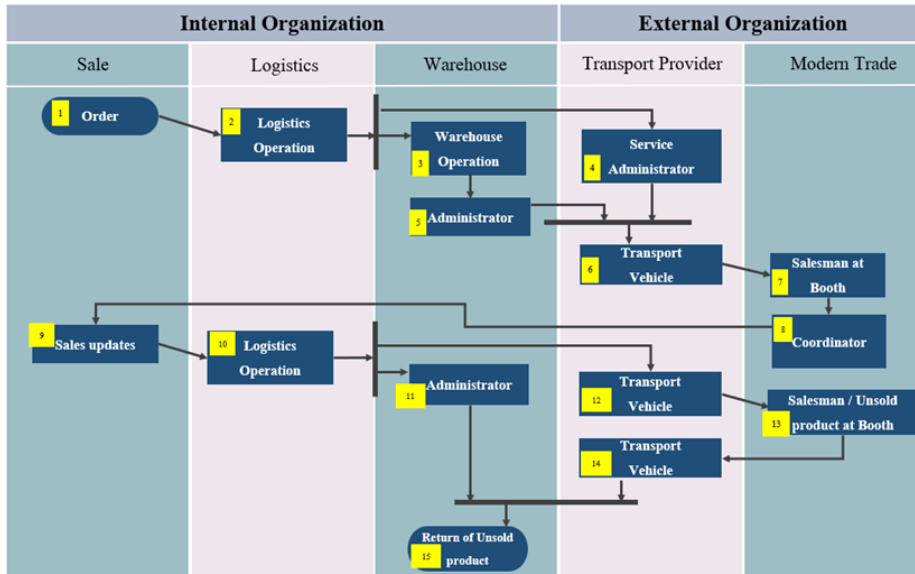 Internal Organization
External Organization
Sale
Logistics
Warehouse
Transport Provider
Modern Trade
1
Order
2
Logistics
Operation
Warehouse
3
Operation
Service
4
Administrator
5
Administrator
Transport
6
Vehicle
Salesman at
7
Booth
8
Coordinator
9
Sales updates
10
Logistics
Operation
11
Administrator
Transport
12
Vehicle
Salesman / Unsold
13
product at Booth
Transport
14
Vehicle
Return of Unsold
15
product